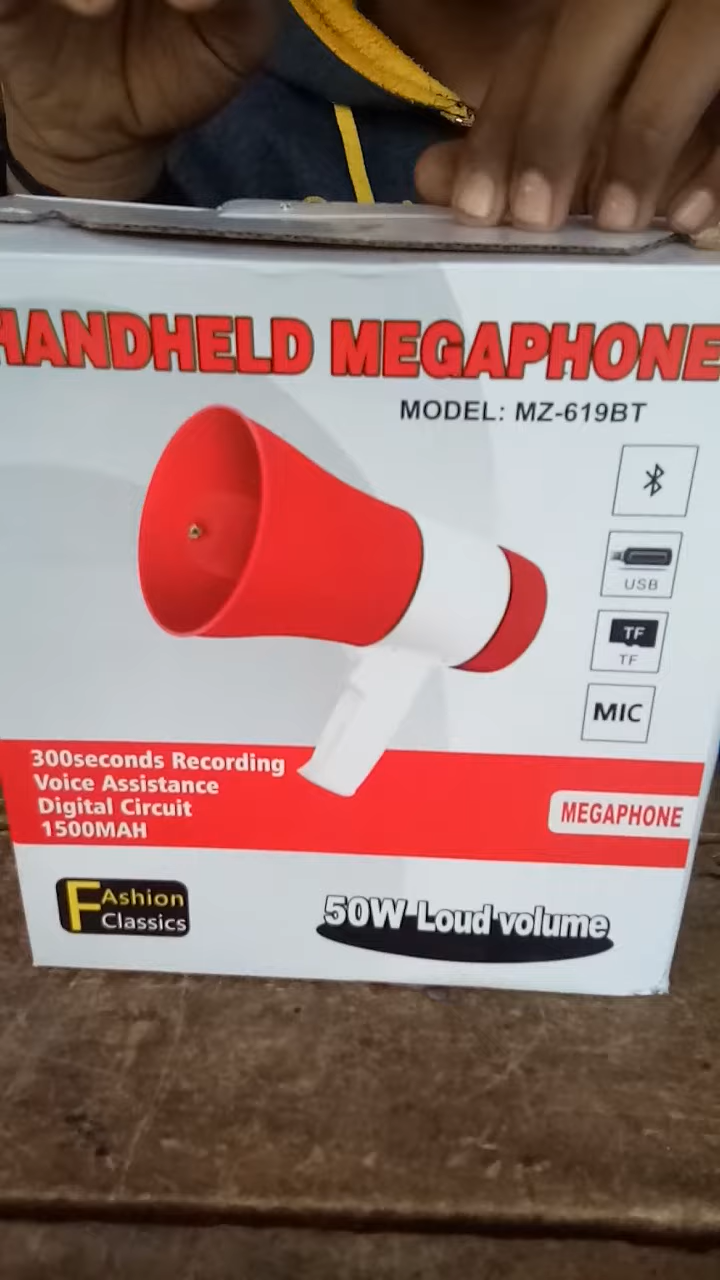 HANDHELD MEGAPHONE
MODEL: MZ-619BT
USB
TF
TF
MIC
300seconds Recording
Voice Assistance
Digital Circuit
1500MAH
MEGAPHONE
FAshion
Classics
50W Loud volume